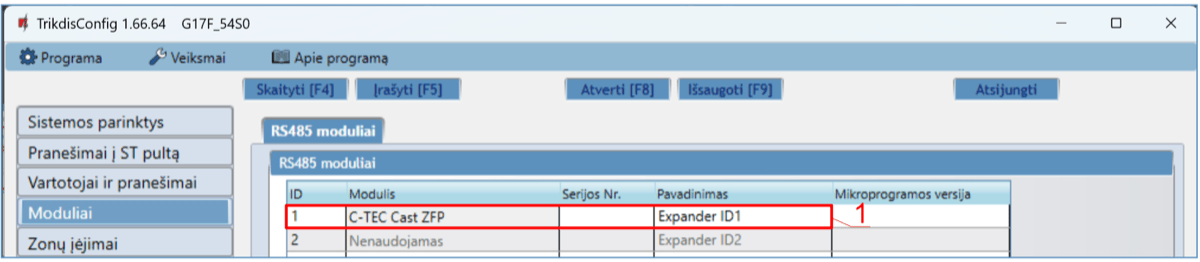 TrikdisConfig 1.66.64 G17F_54S0
Programa Veiksmai Apie programą
Skaityti [F4] Įrašyti [F5] Atverti [F8] Išsaugoti [F9] Atsijungti
Sistemos parinktys
Pranešimai į ST pultą
Vartotojai ir pranešimai
Moduliai
Zonų įėjimai
RS485 moduliai
RS485 moduliai
ID Modulis Serijos Nr. Pavadinimas Mikroprogramos versija
1 C-TEC Cast ZFP Expander ID1 1
2 Nenaudojamas Expander ID2